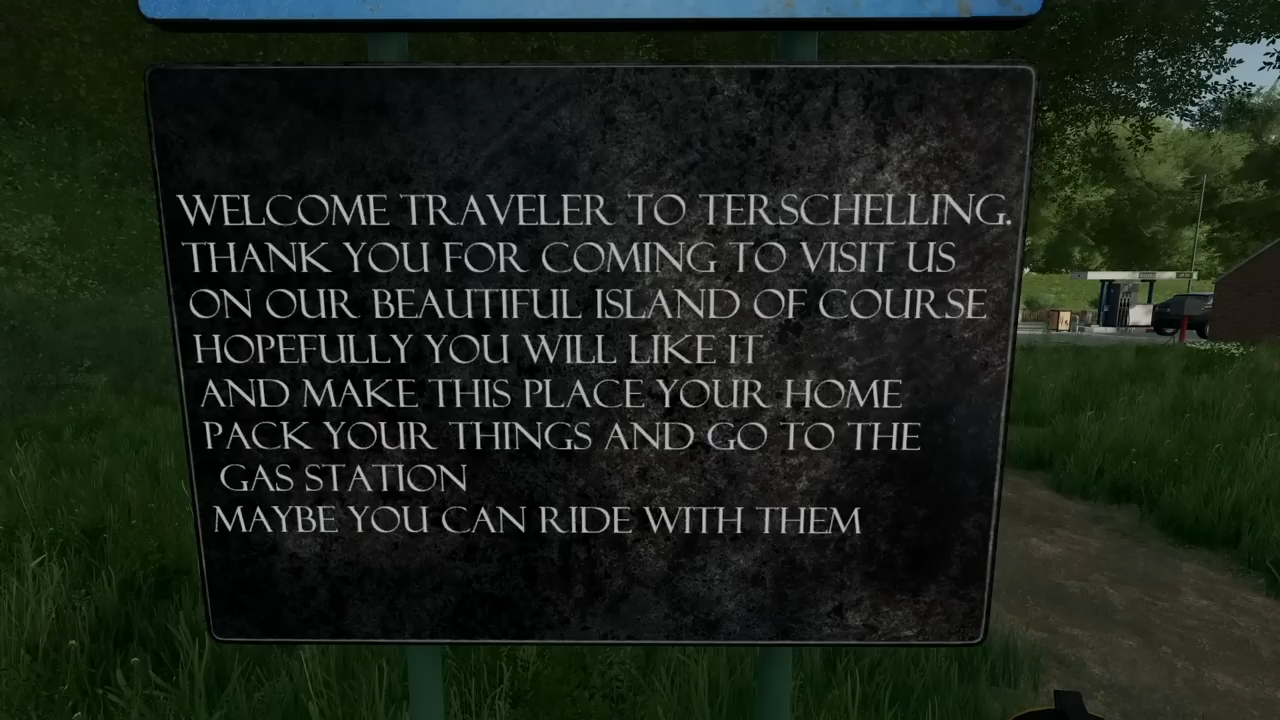 WELCOME TRAVELER TO TERSCHELLING.
THANK YOU FOR COMING TO VISIT US
ON OUR BEAUTIFUL ISLAND OF COURSE
HOPEFULLY YOU WILL LIKE IT
AND MAKE THIS PLACE YOUR HOME
PACK YOUR THINGS AND GO TO THE
GAS STATION
MAYBE YOU CAN RIDE WITH THEM